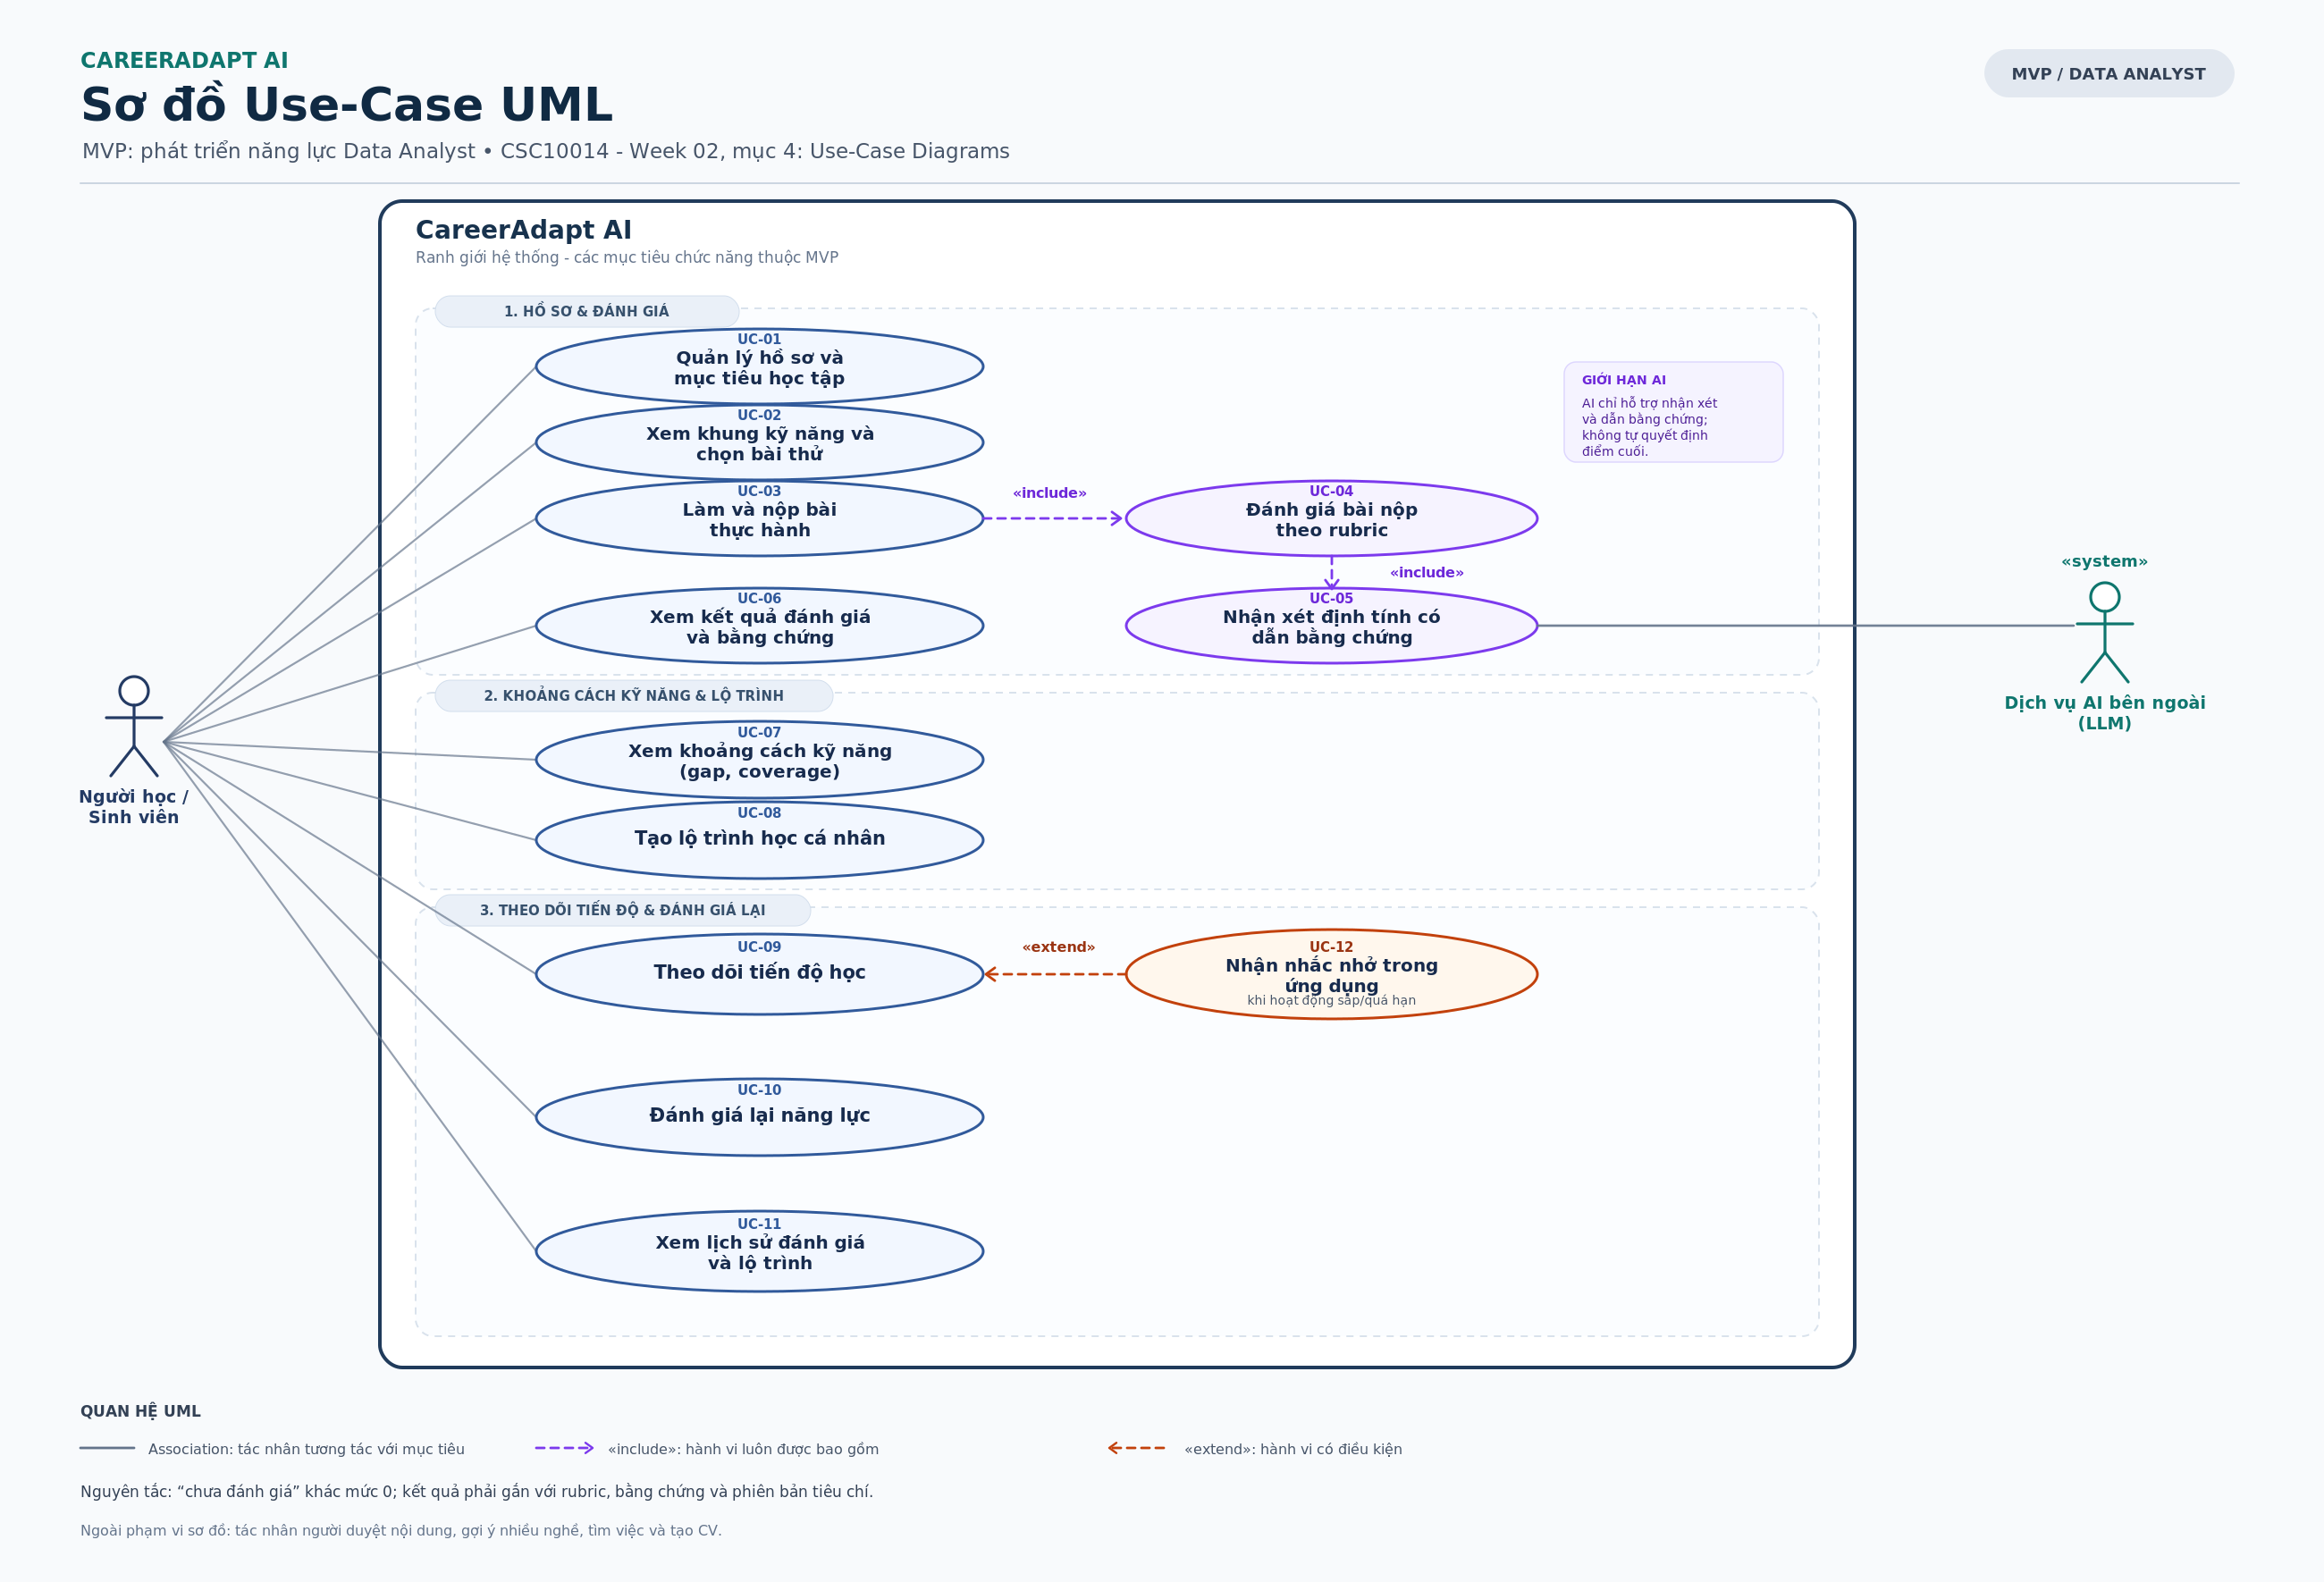 CAREERADAPT AI
Sơ đồ Use-Case UML
MVP: phát triển năng lực Data Analyst • CSC10014 - Week 02, mục 4: Use-Case Diagrams
MVP / DATA ANALYST
CareerAdapt AI
Ranh giới hệ thống - các mục tiêu chức năng thuộc MVP
1. HỒ SƠ & ĐÁNH GIÁ
UC-01
Quản lý hồ sơ và
mục tiêu học tập
UC-02
Xem khung kỹ năng và
chọn bài thử
GIỚI HẠN AI
AI chỉ hỗ trợ nhận xét
và dẫn bằng chứng;
không tự quyết định
điểm cuối.
UC-03
Làm và nộp bài
thực hành
«include»
UC-04
Đánh giá bài nộp
theo rubric
«include»
UC-06
Xem kết quả đánh giá
và bằng chứng
UC-05
Nhận xét định tính có
dẫn bằng chứng
«system»
Dịch vụ AI bên ngoài
(LLM)
2. KHOẢNG CÁCH KỸ NĂNG & LỘ TRÌNH
UC-07
Xem khoảng cách kỹ năng
(gap, coverage)
Người học /
Sinh viên
UC-08
Tạo lộ trình học cá nhân
3. THEO DÕI TIẾN ĐỘ & ĐÁNH GIÁ LẠI
UC-09
Theo dõi tiến độ học
«extend»
UC-12
Nhận nhắc nhở trong
ứng dụng
khi hoạt động sắp/quá hạn
UC-10
Đánh giá lại năng lực
UC-11
Xem lịch sử đánh giá
và lộ trình
QUAN HỆ UML
Association: tác nhân tương tác với mục tiêu
«include»: hành vi luôn được bao gồm
«extend»: hành vi có điều kiện
Nguyên tắc: “chưa đánh giá” khác mức 0; kết quả phải gắn với rubric, bằng chứng và phiên bản tiêu chí.
Ngoài phạm vi sơ đồ: tác nhân người duyệt nội dung, gợi ý nhiều nghề, tìm việc và tạo CV.